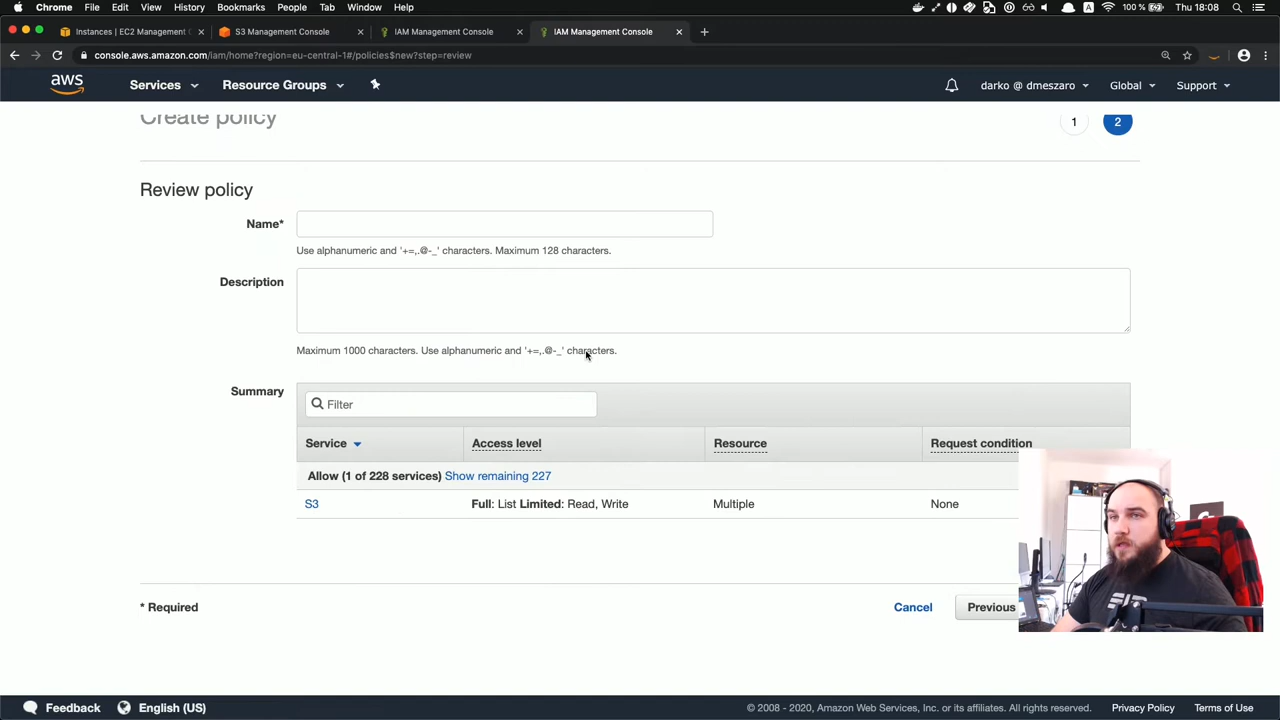 Chrome File Edit View History Bookmarks People Tab Window Help 100 % Thu 18:08
Instances | EC2 Management C
S3 Management Console
IAM Management Console
IAM Management Console
console.aws.amazon.com/iam/home?region=eu-central-1#/policies$new?step=review
aws Services Resource Groups darko @ dmeszaro Global Support
Create policy 1 2
Review policy
Name*
Use alphanumeric and '+=,.@-_' characters. Maximum 128 characters.
Description
Maximum 1000 characters. Use alphanumeric and '+=,.@-_' characters.
Summary
Filter
Service Access level Resource Request condition
Allow (1 of 228 services) Show remaining 227
S3 Full: List Limited: Read, Write Multiple None
* Required Cancel Previous
Feedback English (US) © 2008 - 2020, Amazon Web Services, Inc. or its affiliates. All rights reserved. Privacy Policy Terms of Use